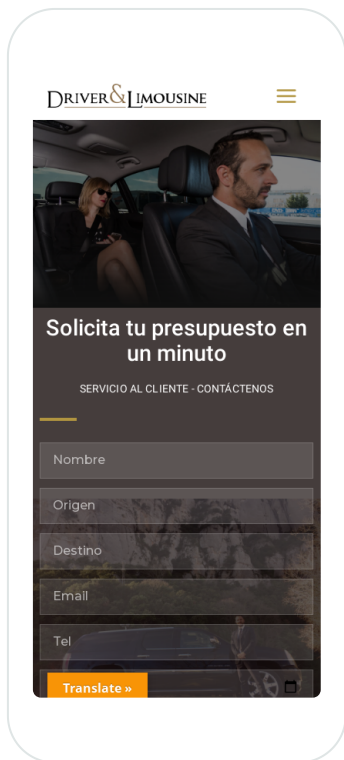 DRIVER&LIMOUSINE
Solicita tu presupuesto en
un minuto
SERVICIO AL CLIENTE - CONTÁCTENOS
Nombre
Origen
Destino
Email
Tel
Translate »